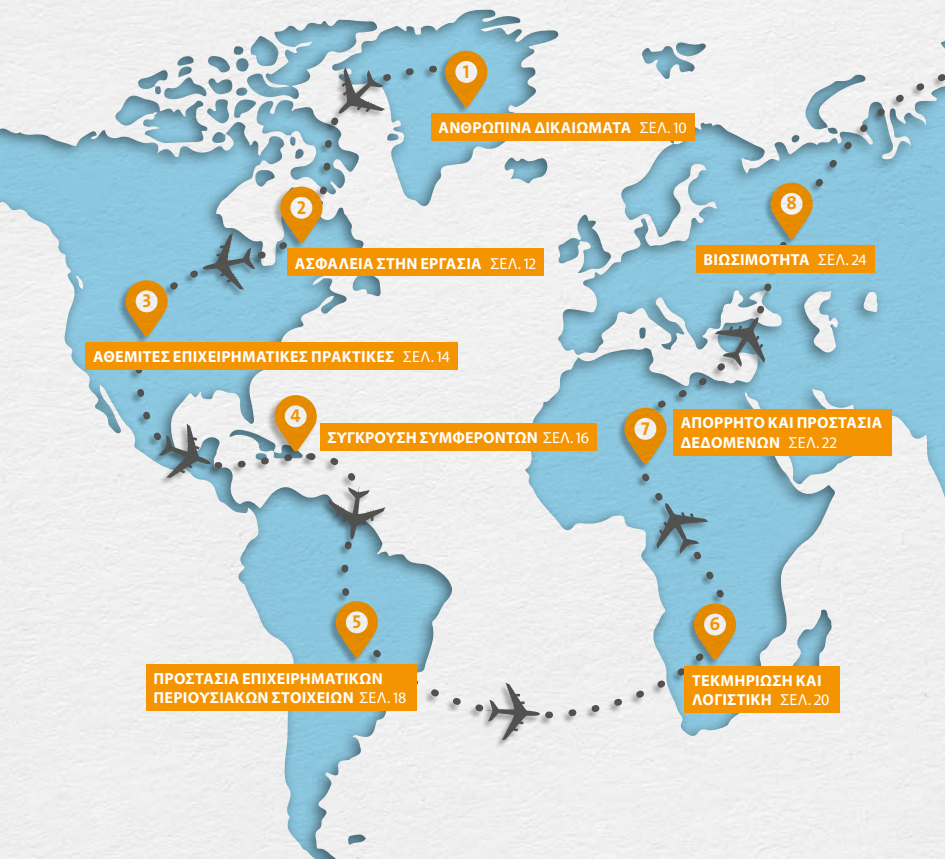 1
ΑΝΘΡΩΠΙΝΑ ΔΙΚΑΙΩΜΑΤΑ ΣΕΛ. 10
2
ΑΣΦΑΛΕΙΑ ΣΤΗΝ ΕΡΓΑΣΙΑ ΣΕΛ. 12
3
ΑΘΕΜΙΤΕΣ ΕΠΙΧΕΙΡΗΜΑΤΙΚΕΣ ΠΡΑΚΤΙΚΕΣ ΣΕΛ. 14
4
ΣΥΓΚΡΟΥΣΗ ΣΥΜΦΕΡΟΝΤΩΝ ΣΕΛ. 16
5
ΠΡΟΣΤΑΣΙΑ ΕΠΙΧΕΙΡΗΜΑΤΙΚΩΝ
ΠΕΡΙΟΥΣΙΑΚΩΝ ΣΤΟΙΧΕΙΩΝ ΣΕΛ. 18
6
ΤΕΚΜΗΡΙΩΣΗ ΚΑΙ
ΛΟΓΙΣΤΙΚΗ ΣΕΛ. 20
7
ΑΠΟΡΡΗΤΟ ΚΑΙ ΠΡΟΣΤΑΣΙΑ
ΔΕΔΟΜΕΝΩΝ ΣΕΛ. 22
8
ΒΙΩΣΙΜΟΤΗΤΑ ΣΕΛ. 24